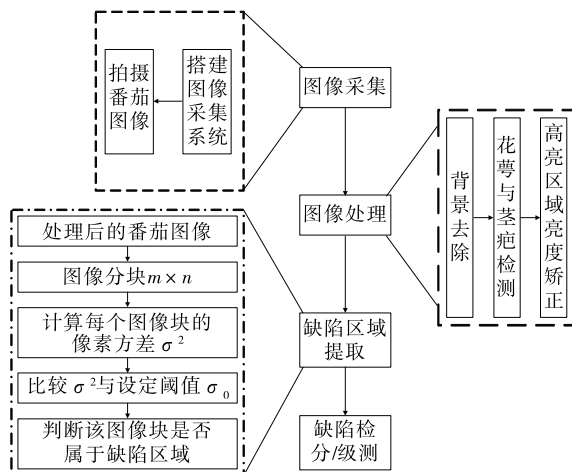 拍摄
番茄
图像
搭建
图像
采集
系统
图像采集
图像处理
背景去除
花萼与茎疤检测
高亮区域亮度矫正
处理后的番茄图像
图像分块m×n
计算每个图像块的
像素方差σ²
比较σ²与设定阈值σ₀
判断该图像块是否
属于缺陷区域
缺陷区域
提取
缺陷检
分/级测